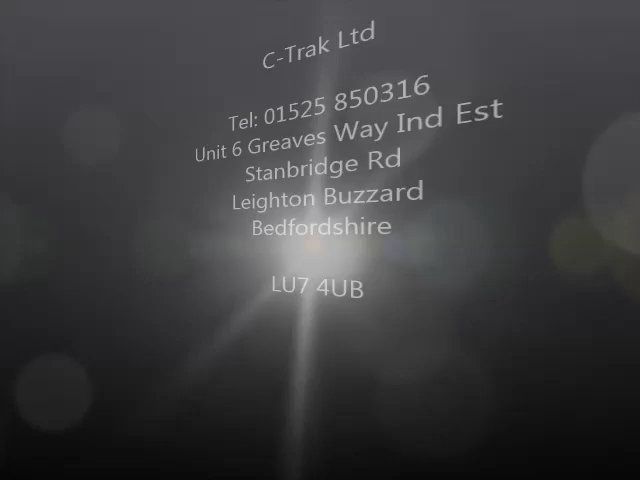 C-Trak Ltd
Tel: 01525 850316
Unit 6 Greaves Way Ind Est
Stanbridge Rd
Leighton Buzzard
Bedfordshire
LU7 4UB